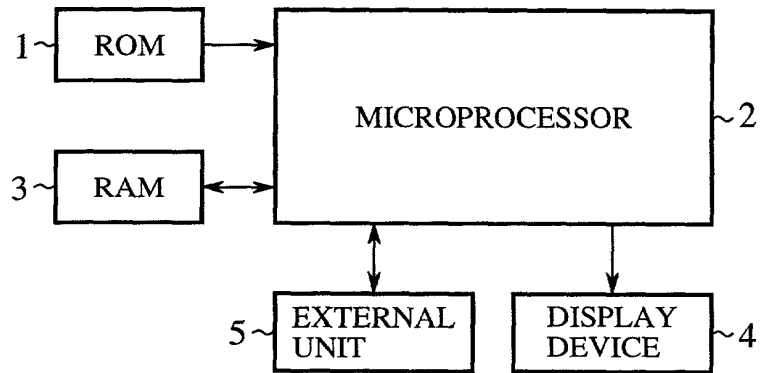 1
ROM
MICROPROCESSOR
2
3
RAM
5
EXTERNAL
UNIT
DISPLAY
DEVICE
4